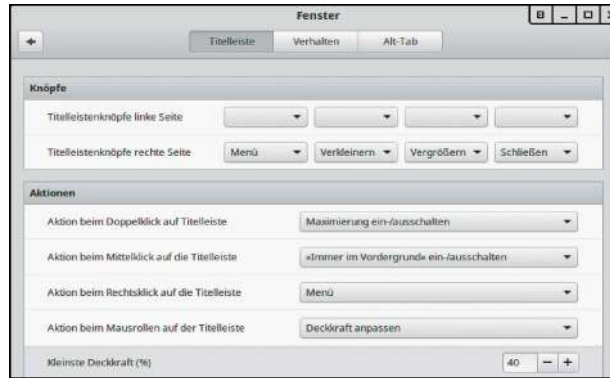 Fenster
Titelleiste Verhalten Alt-Tab
Knöpfe
Titelleistenknöpfe linke Seite
Titelleistenknöpfe rechte Seite Menü Verkleinern Vergrößern Schließen
Aktionen
Aktion beim Doppelklick auf Titelleiste Maximierung ein-/ausschalten
Aktion beim Mittelklick auf die Titelleiste »Immer im Vordergrund« ein-/ausschalten
Aktion beim Rechtsklick auf die Titelleiste Menü
Aktion beim Mausrollen auf der Titelleiste Deckkraft anpassen
Kleinste Deckkraft (%) 40 − +